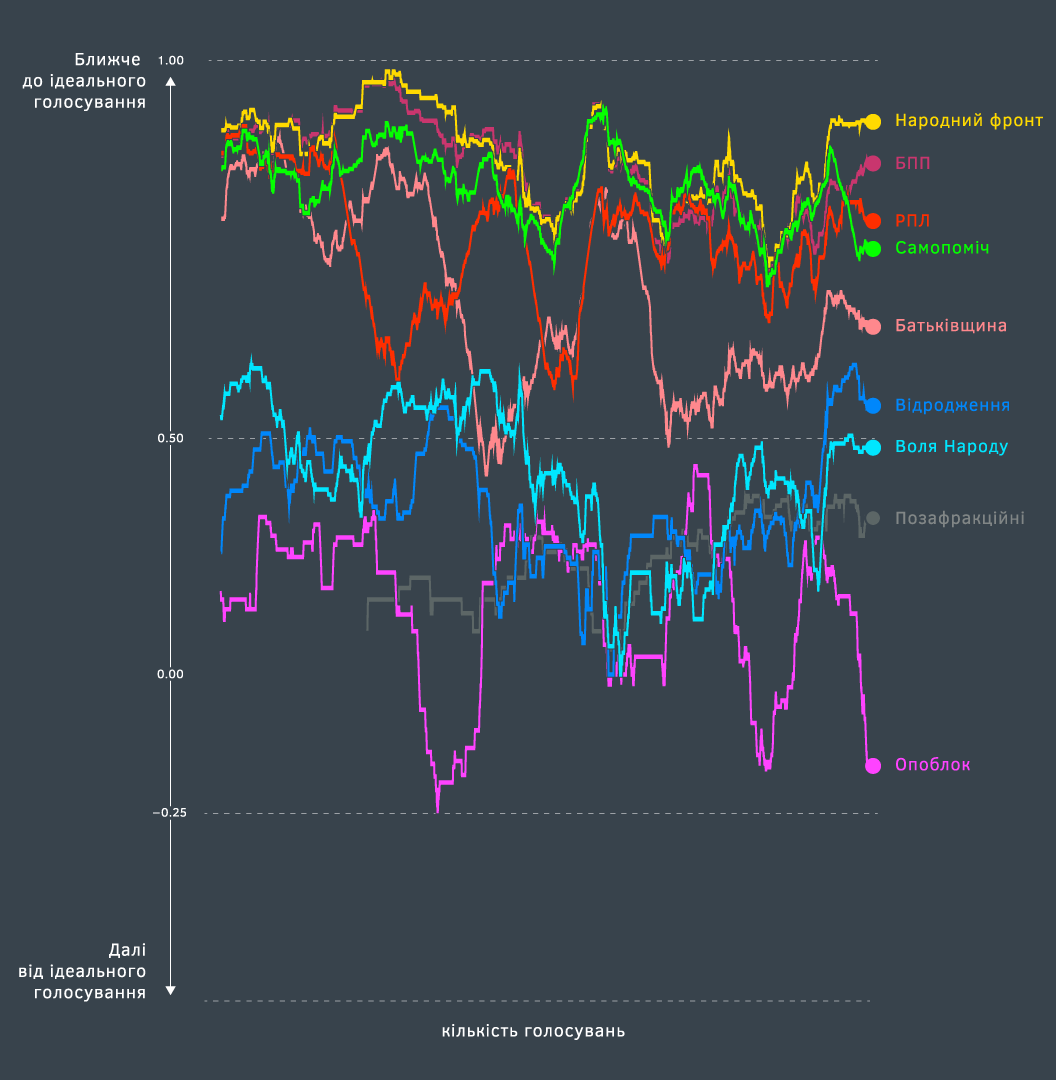 Ближче
до ідеального
голосування
1.00
0.50
0.00
−0.25
Далі
від ідеального
голосування
кількість голосувань
Народний фронт
БПП
РПЛ
Самопоміч
Батьківщина
Відродження
Воля Народу
Позафракційні
Опоблок